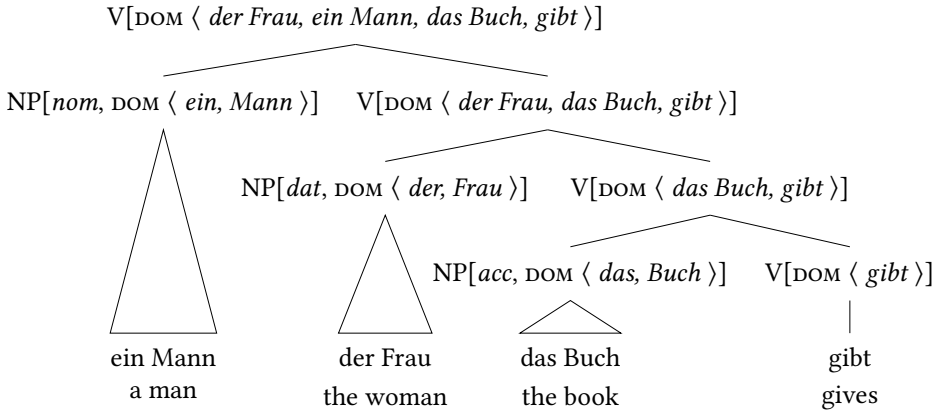 V[DOM ⟨ der Frau, ein Mann, das Buch, gibt ⟩]
NP[nom, DOM ⟨ ein, Mann ⟩] V[DOM ⟨ der Frau, das Buch, gibt ⟩]
NP[dat, DOM ⟨ der, Frau ⟩] V[DOM ⟨ das Buch, gibt ⟩]
NP[acc, DOM ⟨ das, Buch ⟩] V[DOM ⟨ gibt ⟩]
ein Mann der Frau das Buch gibt
a man the woman the book gives